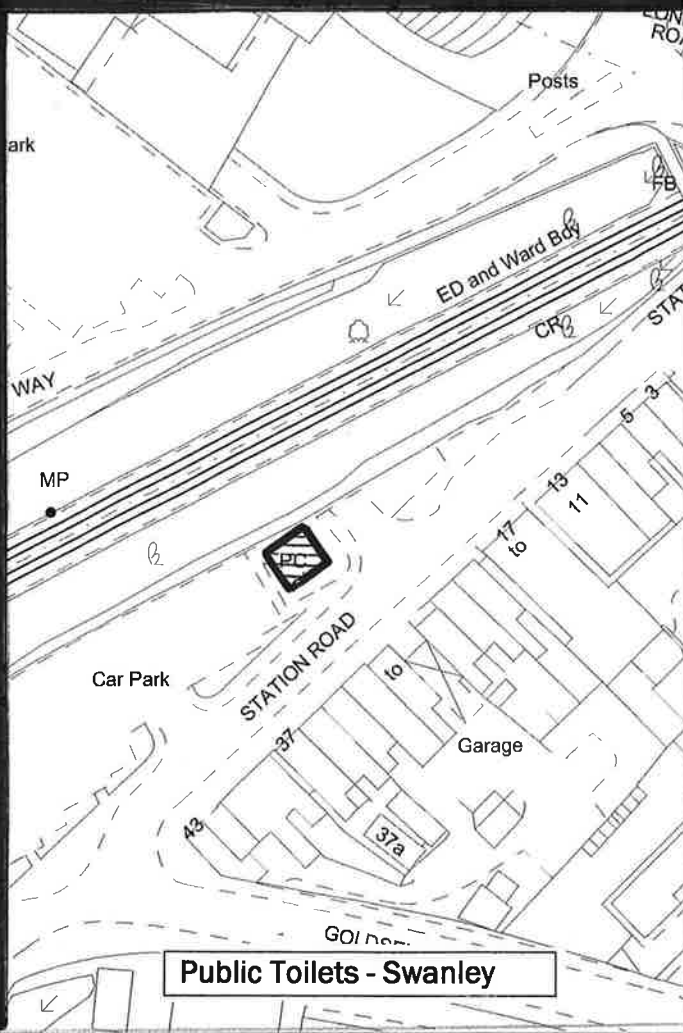 ROA
Posts
ark
FB
ED and Ward Bdy
CR
STAT
WAY
3
5
MP
13
11
17
to
PC
STATION ROAD
Car Park
to
37
Garage
43
37a
Public Toilets - Swanley